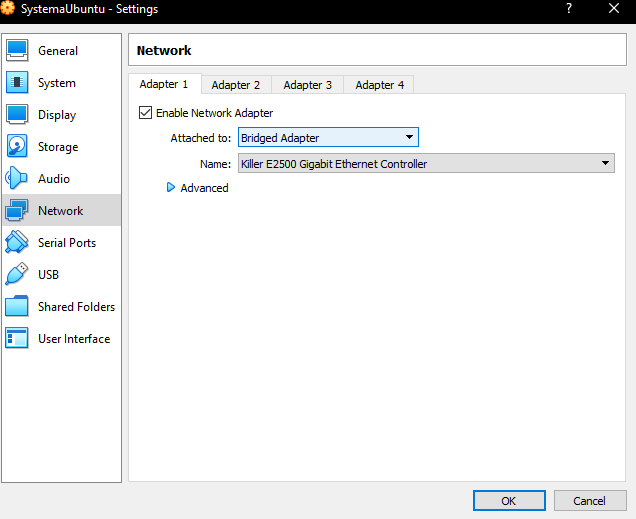 SystemaUbuntu - Settings
?
General
System
Display
Storage
Audio
Network
Serial Ports
USB
Shared Folders
User Interface
Network
Adapter 1 Adapter 2 Adapter 3 Adapter 4
Enable Network Adapter
Attached to: Bridged Adapter
Name: Killer E2500 Gigabit Ethernet Controller
Advanced
OK Cancel